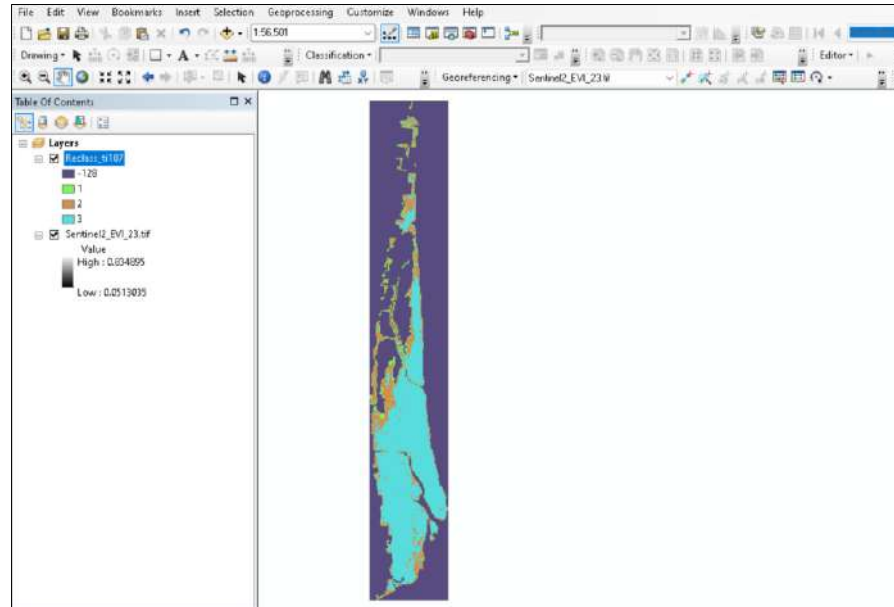 File Edit View Bookmarks Insert Selection Geoprocessing Customize Windows Help
1:56,501
Drawing A Classification Editor
Georeferencing Sentinel2_EVI_23.tif
Table Of Contents
Layers
Reclass_ti187
-128
1
2
3
Sentinel2_EVI_23.tif
Value
High : 0.834895
Low : 0.0513035